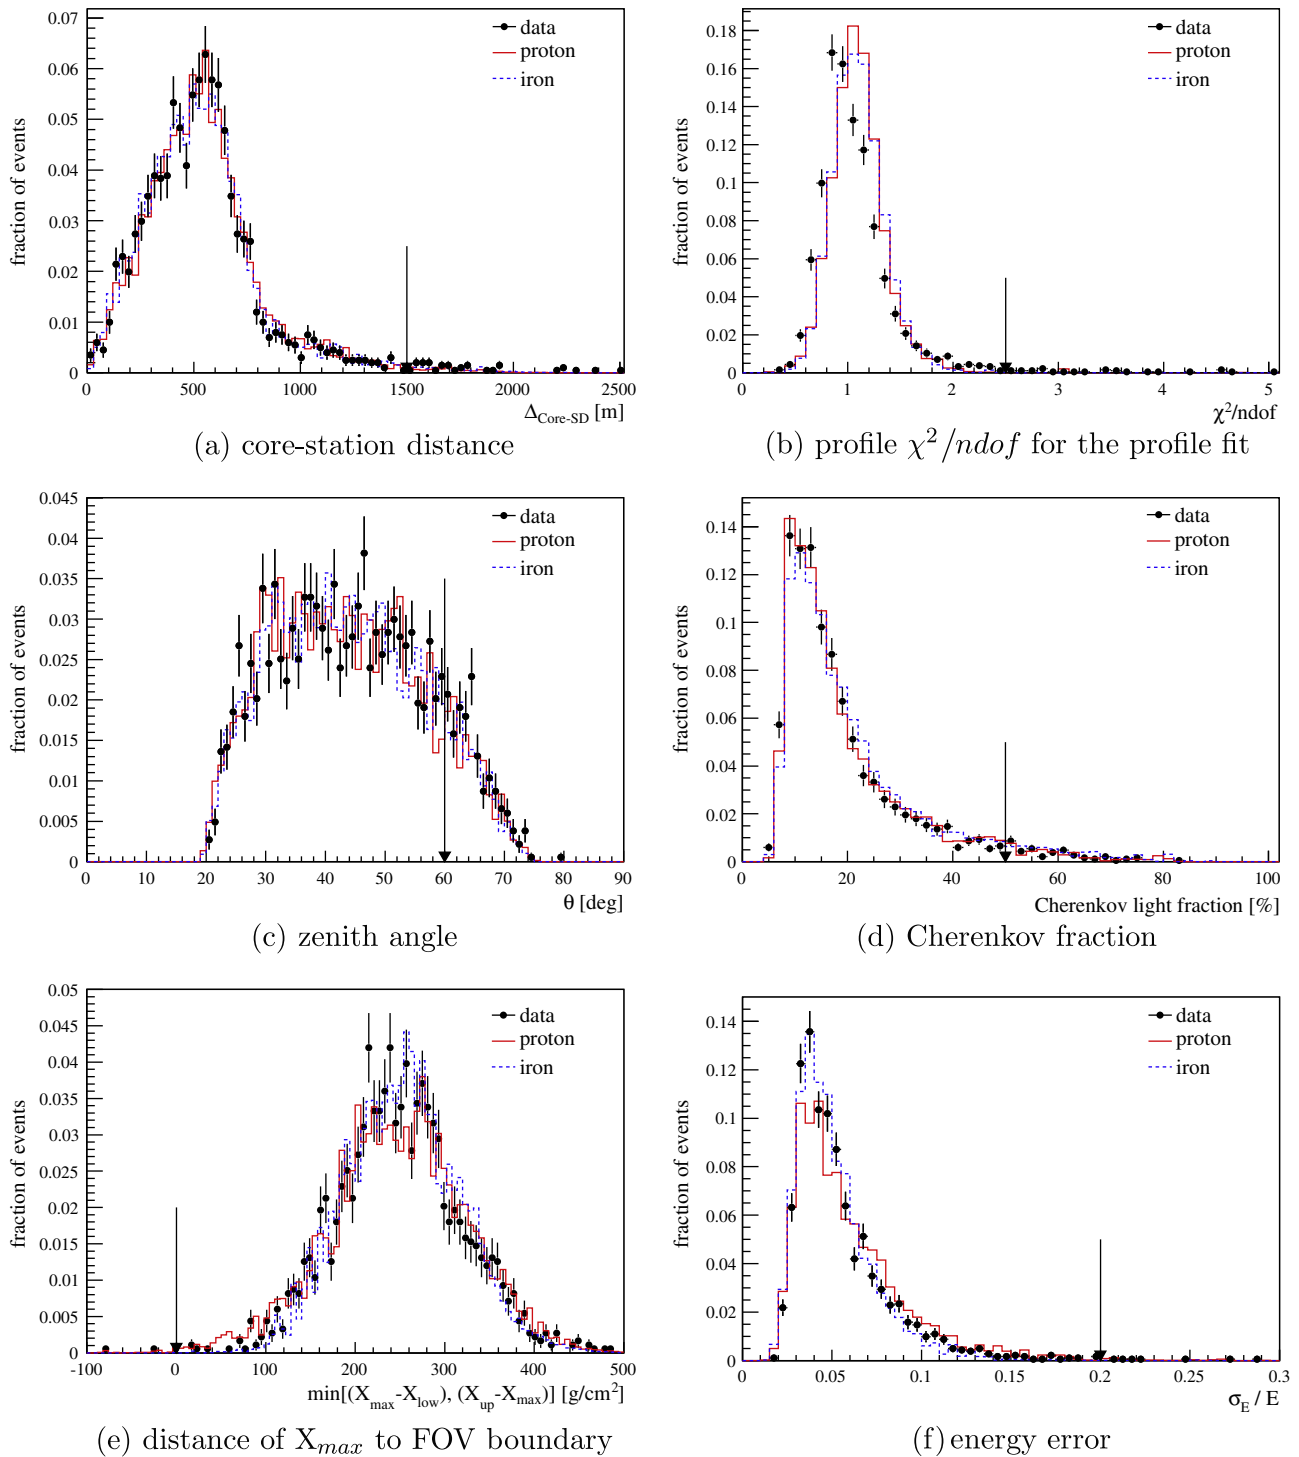 0.07
0.06
0.05
0.04
0.03
0.02
0.01
0
fraction of events
data
proton
iron
0 500 1000 1500 2000 2500
Δ_Core-SD [m]
(a) core-station distance
0.18
0.16
0.14
0.12
0.1
0.08
0.06
0.04
0.02
0
fraction of events
data
proton
iron
0 1 2 3 4 5
χ²/ndof
(b) profile χ²/ndof for the profile fit
0.045
0.04
0.035
0.03
0.025
0.02
0.015
0.01
0.005
0
fraction of events
data
proton
iron
0 10 20 30 40 50 60 70 80 90
θ [deg]
(c) zenith angle
0.14
0.12
0.1
0.08
0.06
0.04
0.02
0
fraction of events
data
proton
iron
0 20 40 60 80 100
Cherenkov light fraction [%]
(d) Cherenkov fraction
0.05
0.045
0.04
0.035
0.03
0.025
0.02
0.015
0.01
0.005
0
fraction of events
data
proton
iron
-100 0 100 200 300 400 500
min[(X_max-X_low), (X_up-X_max)] [g/cm²]
(e) distance of X_max to FOV boundary
0.14
0.12
0.1
0.08
0.06
0.04
0.02
0
fraction of events
data
proton
iron
0 0.05 0.1 0.15 0.2 0.25 0.3
σ_E / E
(f) energy error